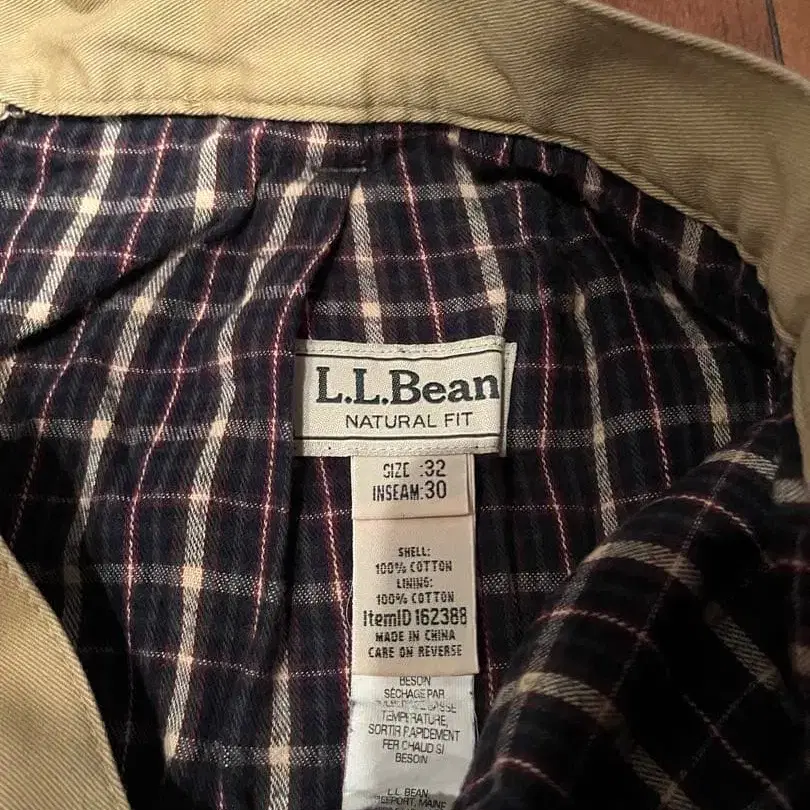 L.L.Bean
NATURAL FIT
SIZE :32
INSEAM:30
SHELL:
100% COTTON
LINING:
100% COTTON
ItemID 162388
MADE IN CHINA
CARE ON REVERSE
BESOIN
SÉCHAGE PAR
TEMPÉRATURE,
SORTIR RAPIDEMENT
FER CHAUD SI
BESOIN
L.L. BEAN,
MAINE